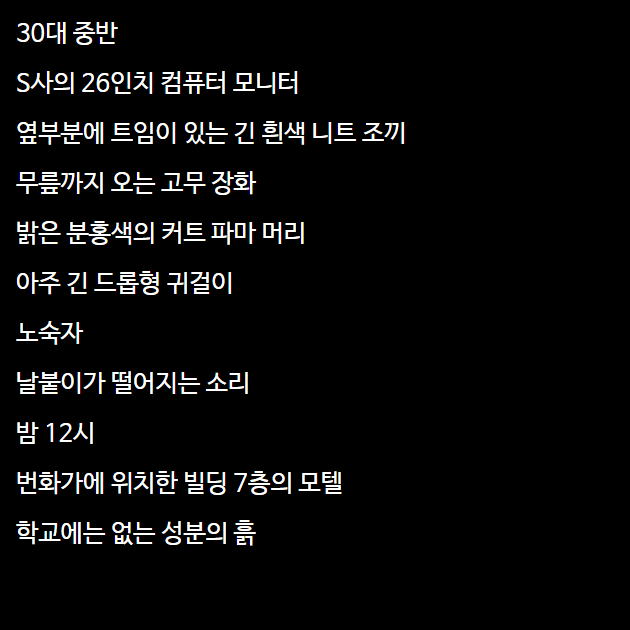 30대 중반
S사의 26인치 컴퓨터 모니터
옆부분에 트임이 있는 긴 흰색 니트 조끼
무릎까지 오는 고무 장화
밝은 분홍색의 커트 파마 머리
아주 긴 드롭형 귀걸이
노숙자
날붙이가 떨어지는 소리
밤 12시
번화가에 위치한 빌딩 7층의 모텔
학교에는 없는 성분의 흙